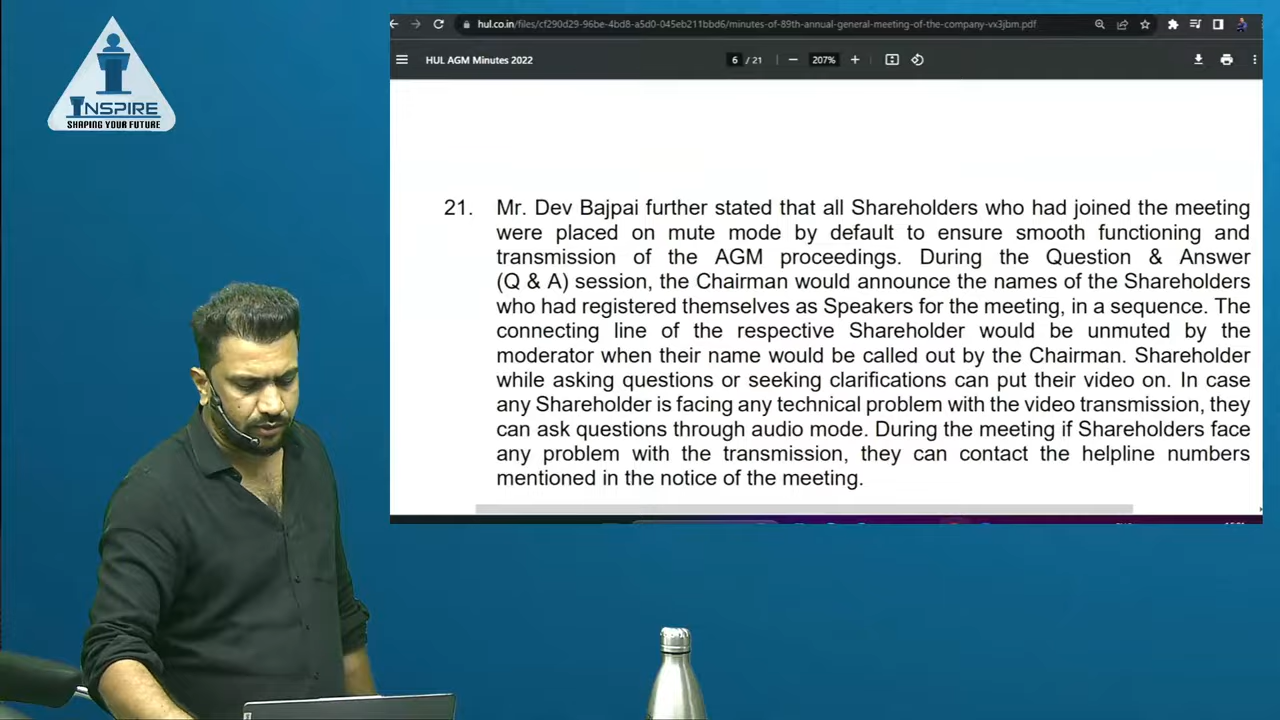 INSPIRE
SHAPING YOUR FUTURE
hul.co.in/files/cf290d29-96be-4bd8-a5d0-045eb211bbd6/minutes-of-89th-annual-general-meeting-of-the-company-vx3jbm.pdf
HUL AGM Minutes 2022
6 / 21
207%
21. Mr. Dev Bajpai further stated that all Shareholders who had joined the meeting
were placed on mute mode by default to ensure smooth functioning and
transmission of the AGM proceedings. During the Question & Answer
(Q & A) session, the Chairman would announce the names of the Shareholders
who had registered themselves as Speakers for the meeting, in a sequence. The
connecting line of the respective Shareholder would be unmuted by the
moderator when their name would be called out by the Chairman. Shareholder
while asking questions or seeking clarifications can put their video on. In case
any Shareholder is facing any technical problem with the video transmission, they
can ask questions through audio mode. During the meeting if Shareholders face
any problem with the transmission, they can contact the helpline numbers
mentioned in the notice of the meeting.